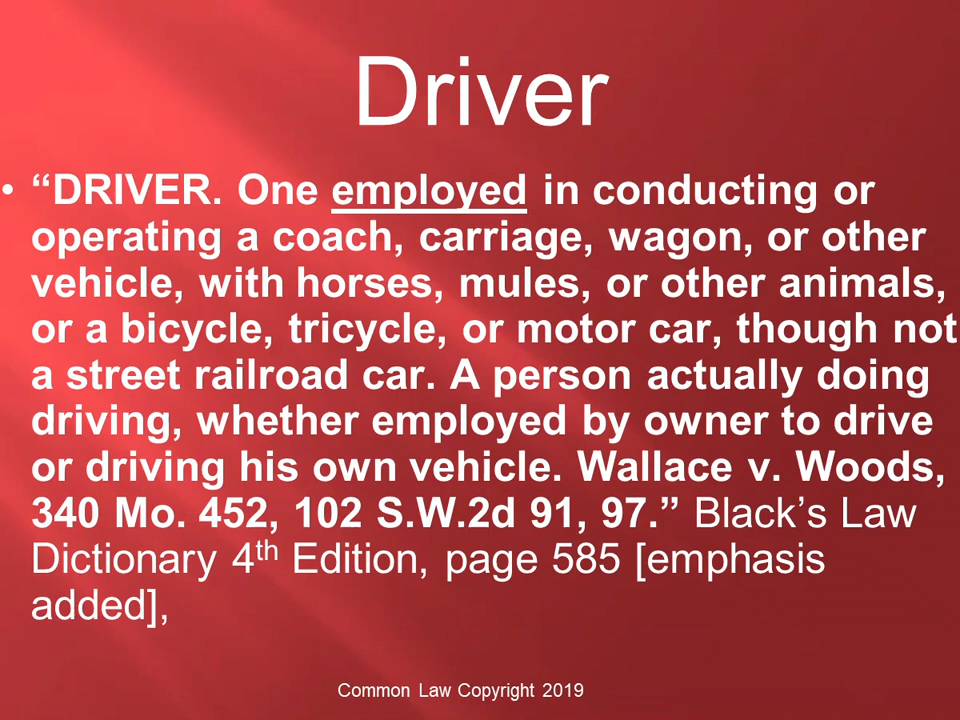 Driver
• “DRIVER. One employed in conducting or
operating a coach, carriage, wagon, or other
vehicle, with horses, mules, or other animals,
or a bicycle, tricycle, or motor car, though not
a street railroad car. A person actually doing
driving, whether employed by owner to drive
or driving his own vehicle. Wallace v. Woods,
340 Mo. 452, 102 S.W.2d 91, 97.” Black’s Law
Dictionary 4th Edition, page 585 [emphasis
added],
Common Law Copyright 2019